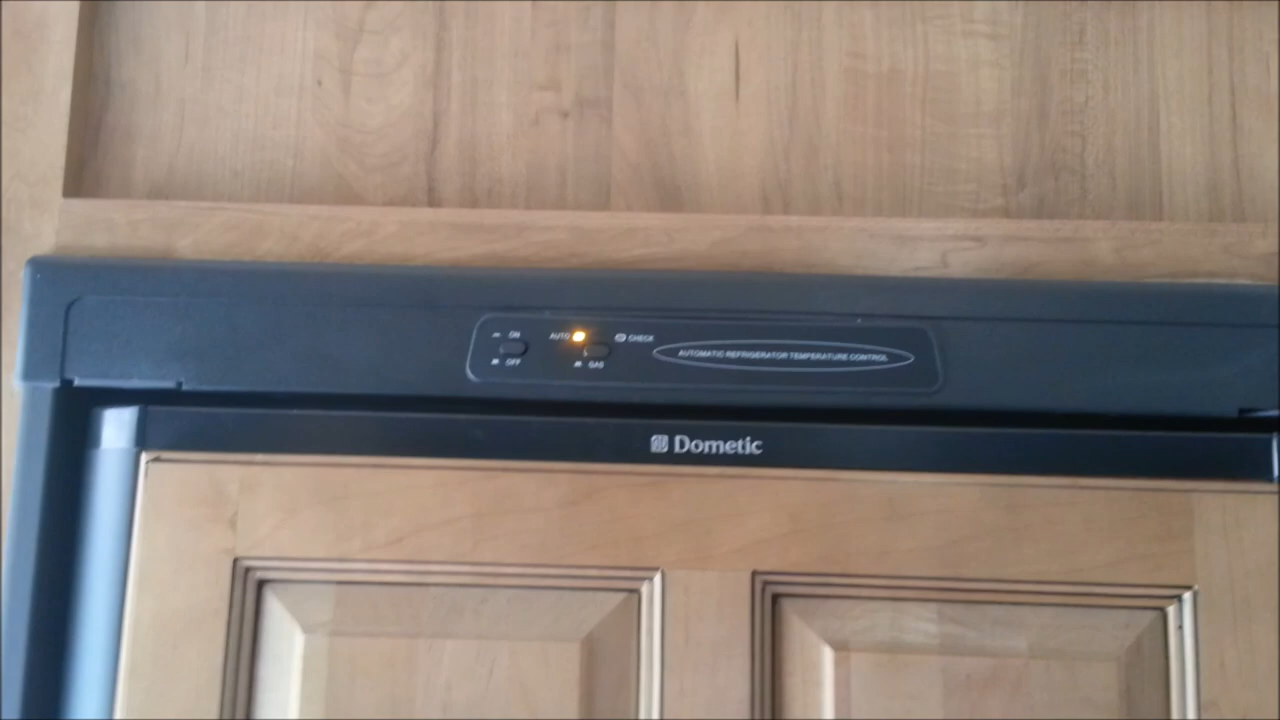 ON
OFF
AUTO
GAS
CHECK
AUTOMATIC REFRIGERATOR TEMPERATURE CONTROL
Dometic